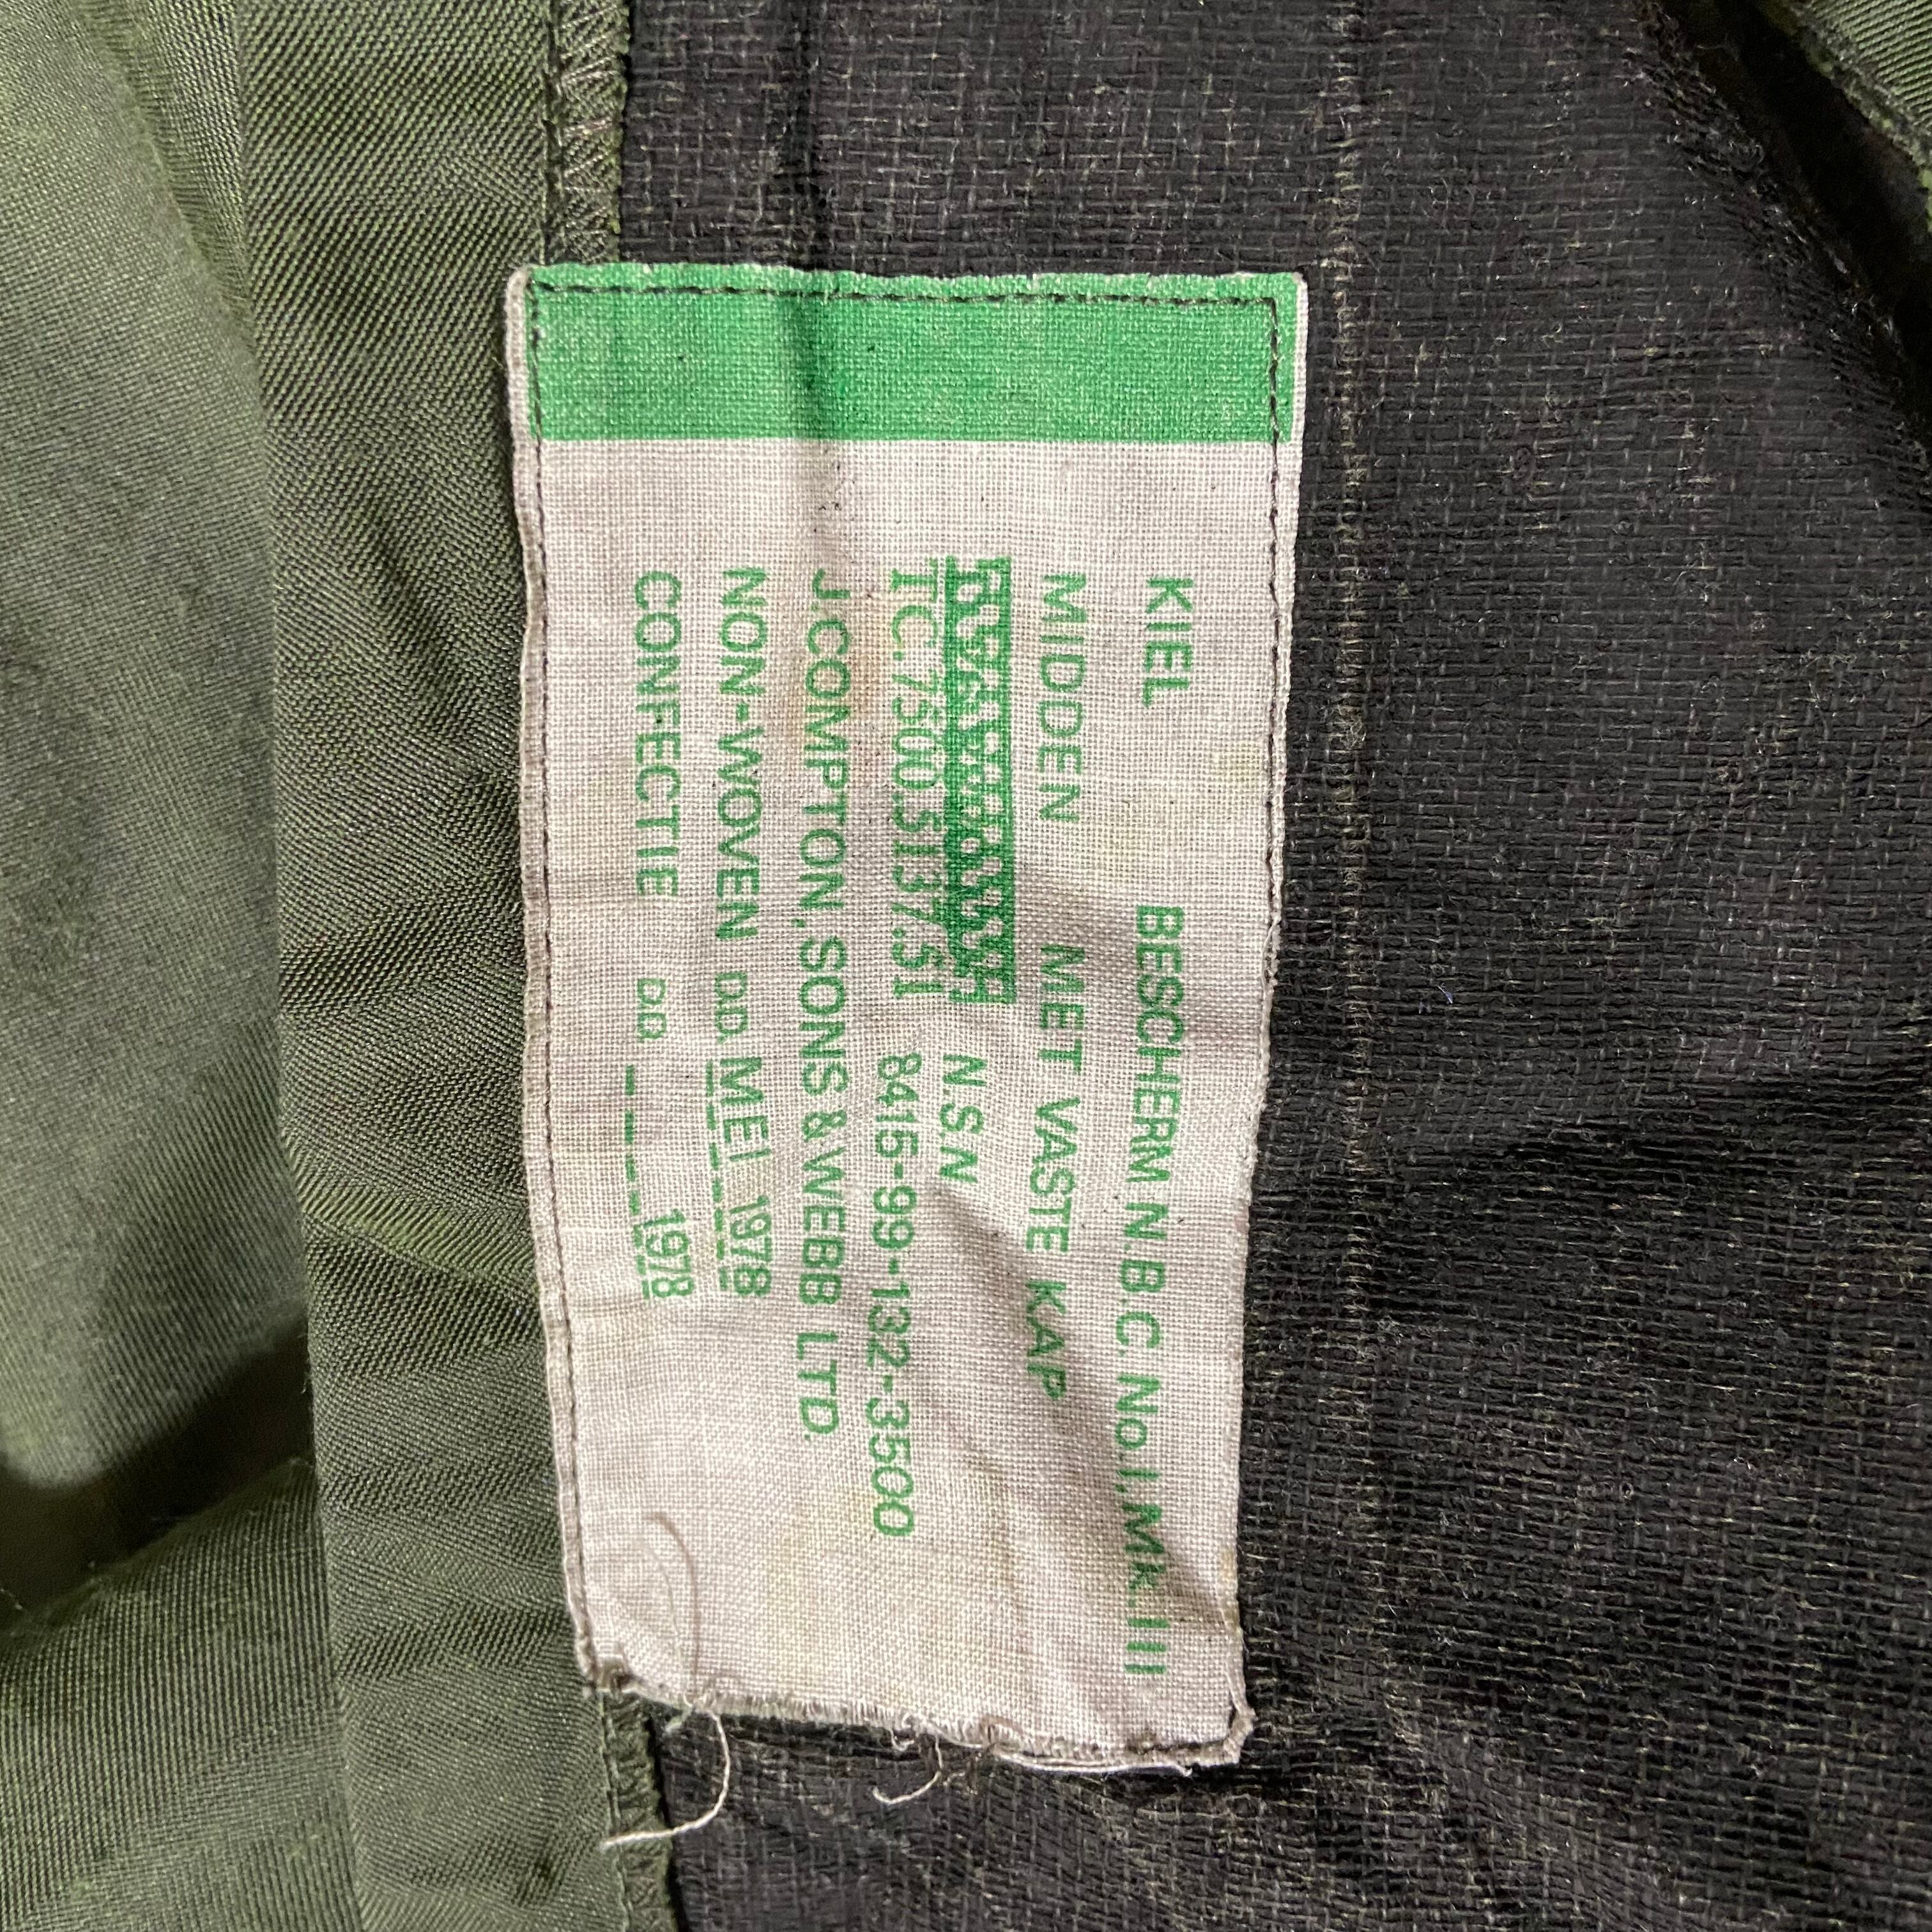 KIEL BESCHERM N.B.C. No.1, MK.III
MIDDEN MET VASTE KAP
N.S.N
TC.7500.5137.51 8415-99-132-3500
J.COMPTON, SONS & WEBB LTD.
NON-WOVEN D.D. MEI 1978
CONFECTIE D.D. 1978